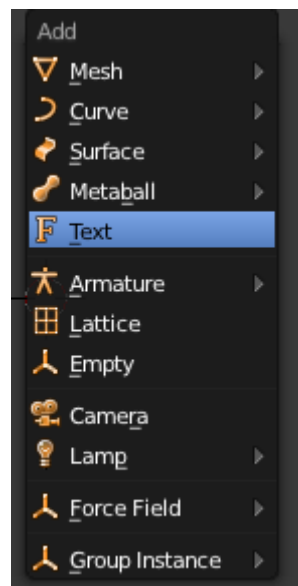 Add
Mesh
Curve
Surface
Metaball
Text
Armature
Lattice
Empty
Camera
Lamp
Force Field
Group Instance